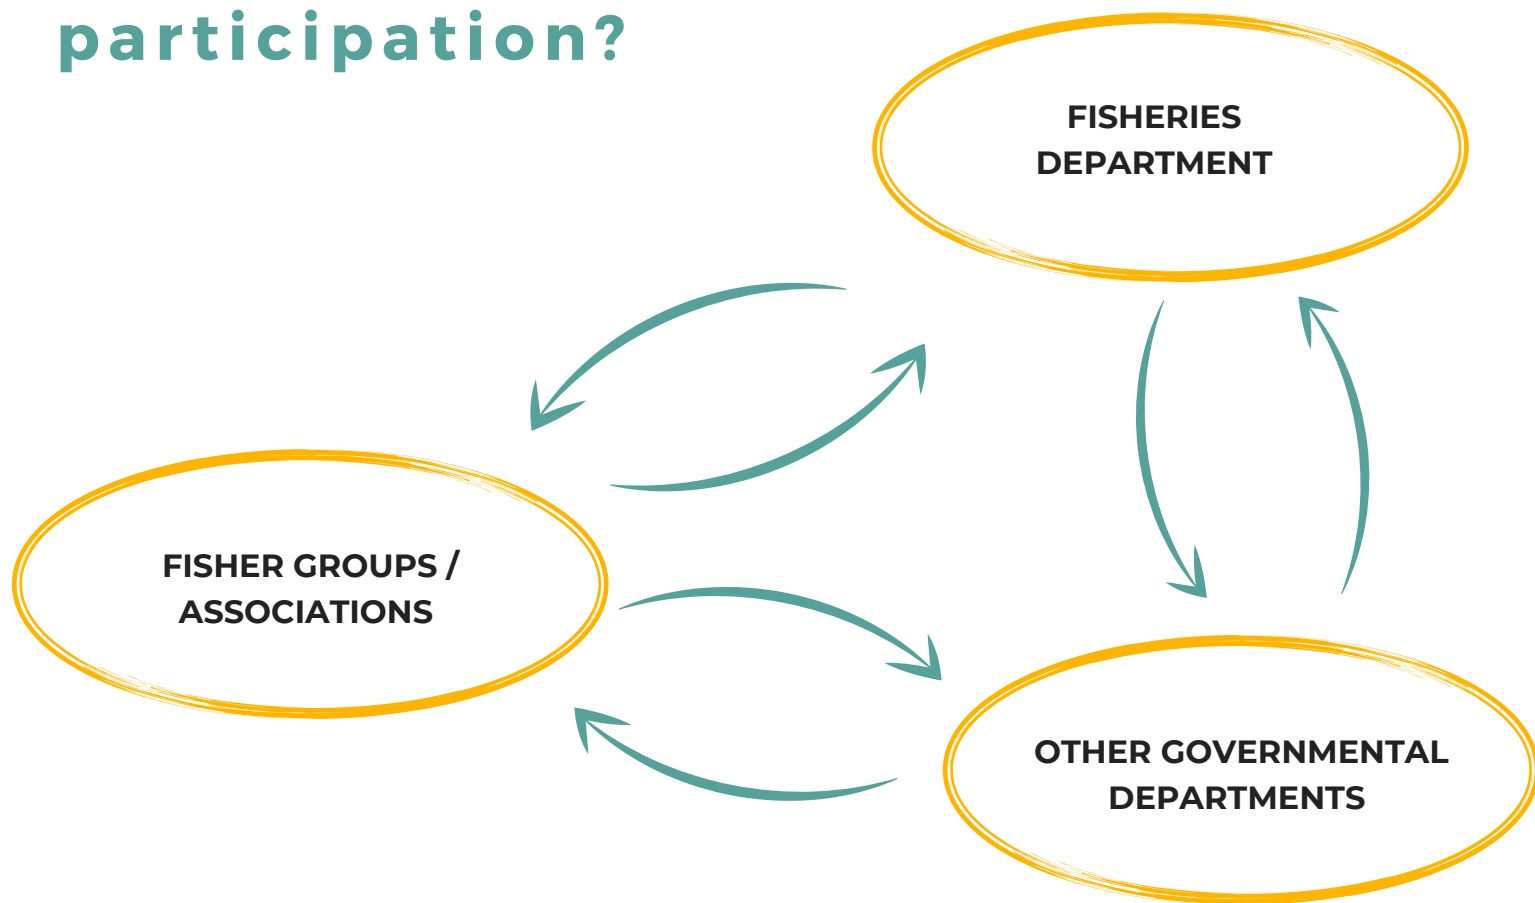 participation?
FISHERIES
DEPARTMENT
FISHER GROUPS /
ASSOCIATIONS
OTHER GOVERNMENTAL
DEPARTMENTS